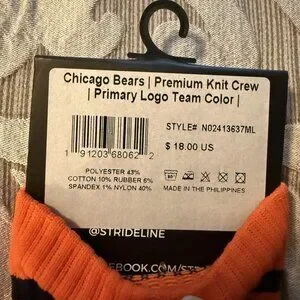 Chicago Bears | Premium Knit Crew
| Primary Logo Team Color |
STYLE# N02413637ML
$ 18.00 US
1 91203 68062 2
POLYESTER 43%
COTTON 10% RUBBER 6%
SPANDEX 1% NYLON 40%
MADE IN THE PHILIPPINES
@STRIDELINE